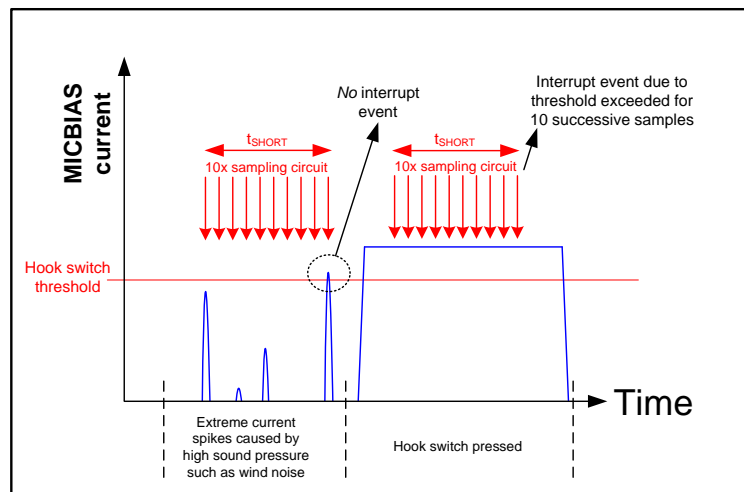 MICBIAS
current
No interrupt
event
Interrupt event due to
threshold exceeded for
10 successive samples
tSHORT
10x sampling circuit
tSHORT
10x sampling circuit
Hook switch
threshold
Time
Extreme current
spikes caused by
high sound pressure
such as wind noise
Hook switch pressed